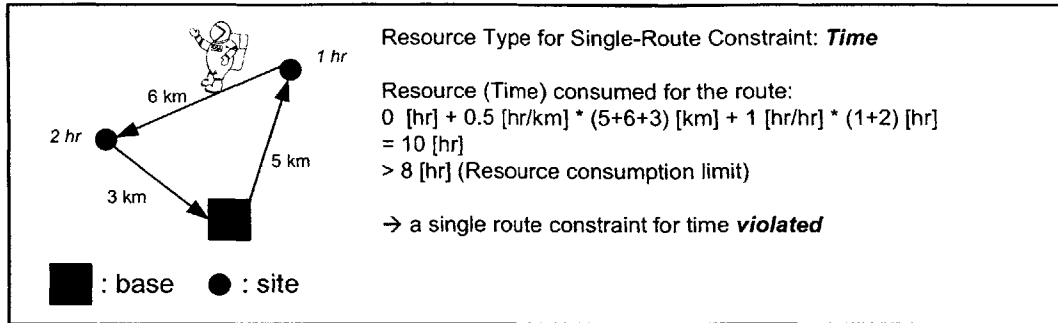 Resource Type for Single-Route Constraint: Time
1 hr
6 km
Resource (Time) consumed for the route:
0 [hr] + 0.5 [hr/km] * (5+6+3) [km] + 1 [hr/hr] * (1+2) [hr]
2 hr
= 10 [hr]
5 km
> 8 [hr] (Resource consumption limit)
3 km
→ a single route constraint for time violated
: base
: site